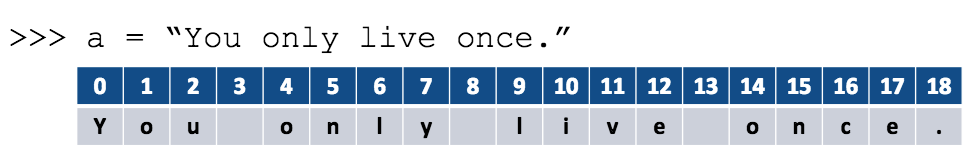 >>> a = “You only live once.”
0 1 2 3 4 5 6 7 8 9 10 11 12 13 14 15 16 17 18
Y o u o n l y l i v e o n c e .